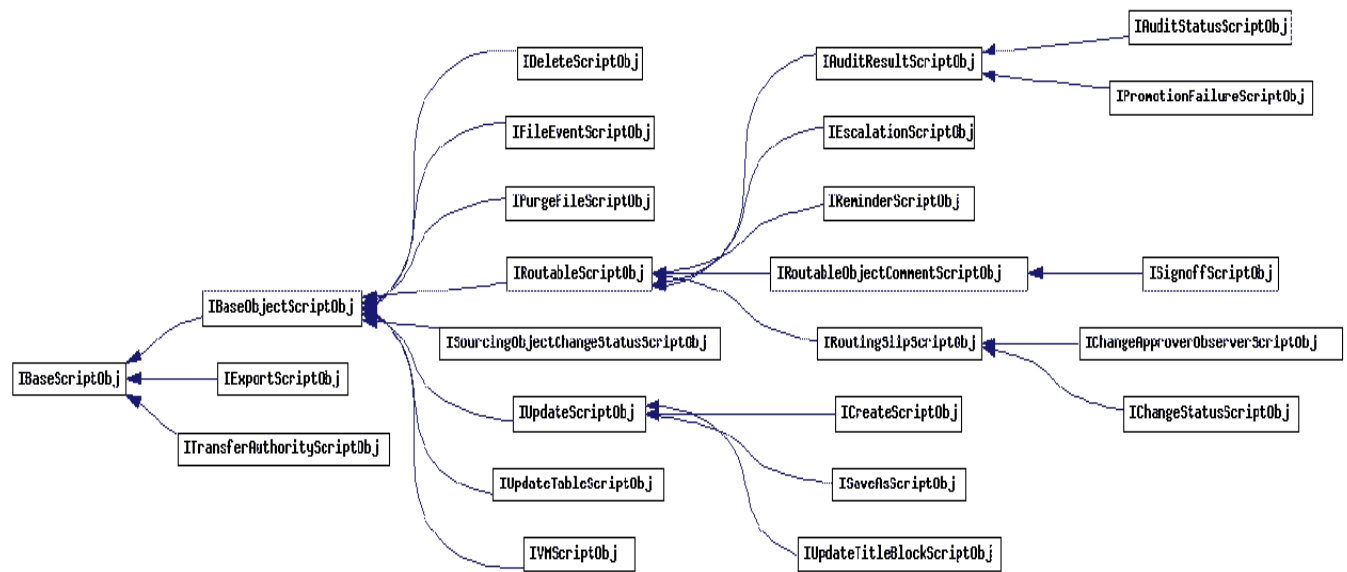 IAuditStatusScriptObj
IDeleteScriptObj
IAuditResultScriptObj
IPromotionFailureScriptObj
IFileEventScriptObj
IEscalationScriptObj
IPurgeFileScriptObj
IReminderScriptObj
IRoutableScriptObj
IRoutableObjectCommentScriptObj
ISignoffScriptObj
IBaseObjectScriptObj
ISourcingObjectChangeStatusScriptObj
IRoutingSlipScriptObj
IChangeApproverObserverScriptObj
IBaseScriptObj
IExportScriptObj
IUpdateScriptObj
ICreateScriptObj
IChangeStatusScriptObj
ITransferAuthorityScriptObj
IUpdateTableScriptObj
ISaveAsScriptObj
IVMScriptObj
IUpdateTitleBlockScriptObj